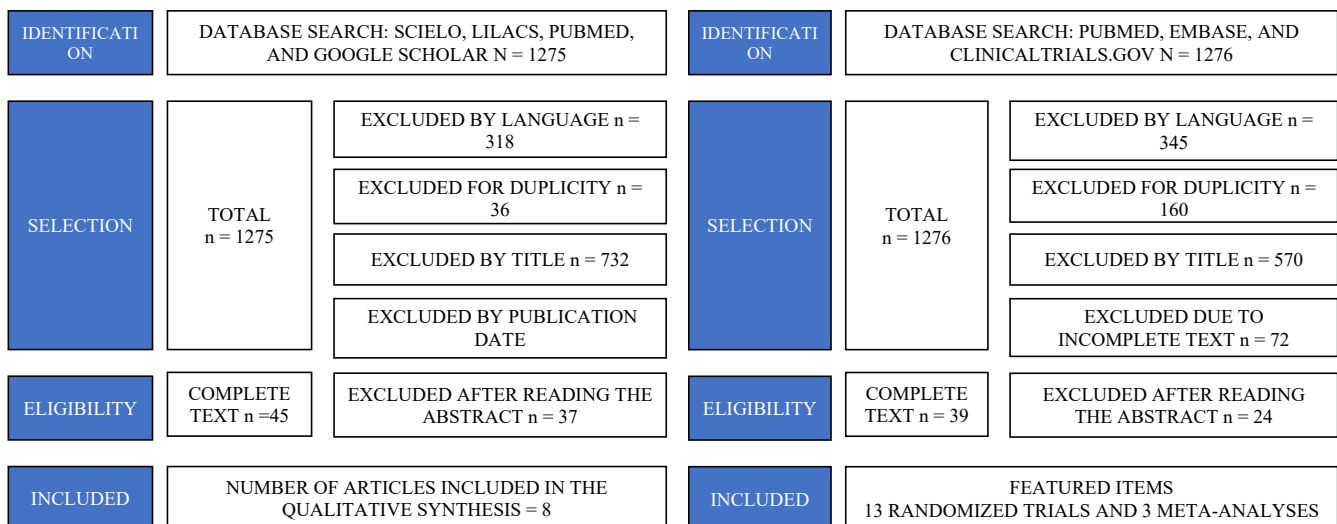 IDENTIFICATI
ON
DATABASE SEARCH: SCIELO, LILACS, PUBMED,
AND GOOGLE SCHOLAR N = 1275
SELECTION
TOTAL
n = 1275
EXCLUDED BY LANGUAGE n =
318
EXCLUDED FOR DUPLICITY n =
36
EXCLUDED BY TITLE n = 732
EXCLUDED BY PUBLICATION
DATE
ELIGIBILITY
COMPLETE
TEXT n =45
EXCLUDED AFTER READING THE
ABSTRACT n = 37
INCLUDED
NUMBER OF ARTICLES INCLUDED IN THE
QUALITATIVE SYNTHESIS = 8
IDENTIFICATI
ON
DATABASE SEARCH: PUBMED, EMBASE, AND
CLINICALTRIALS.GOV N = 1276
SELECTION
TOTAL
n = 1276
EXCLUDED BY LANGUAGE n =
345
EXCLUDED FOR DUPLICITY n =
160
EXCLUDED BY TITLE n = 570
EXCLUDED DUE TO
INCOMPLETE TEXT n = 72
ELIGIBILITY
COMPLETE
TEXT n = 39
EXCLUDED AFTER READING
THE ABSTRACT n = 24
INCLUDED
FEATURED ITEMS
13 RANDOMIZED TRIALS AND 3 META-ANALYSES